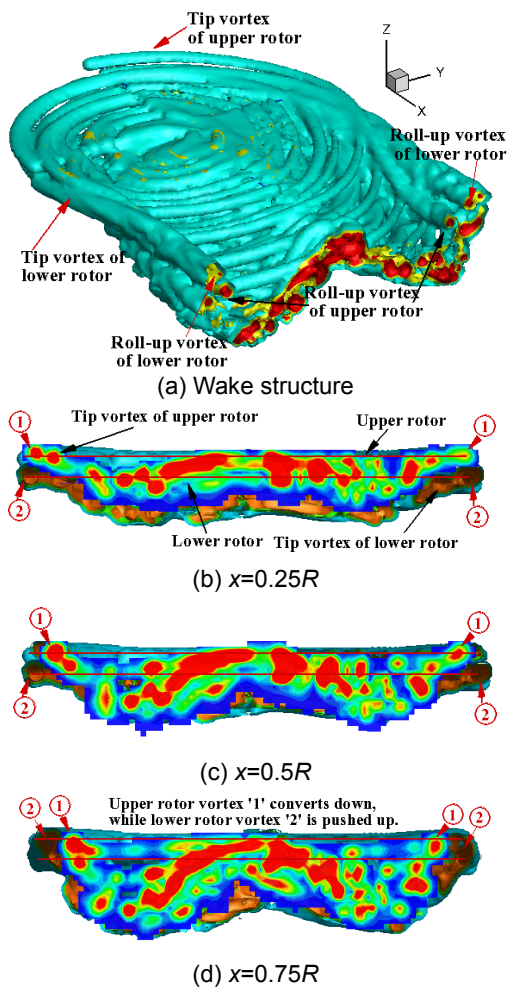 Tip vortex
of upper rotor
Z
Y
X
Roll-up vortex
of lower rotor
Tip vortex of
lower rotor
Roll-up vortex
of upper rotor
Roll-up vortex
of lower rotor
(a) Wake structure
1
Tip vortex of upper rotor
Upper rotor
1
2
2
Lower rotor
Tip vortex of lower rotor
(b) x=0.25R
1
1
2
2
(c) x=0.5R
2
1
Upper rotor vortex '1' converts down,
while lower rotor vortex '2' is pushed up.
1
2
(d) x=0.75R